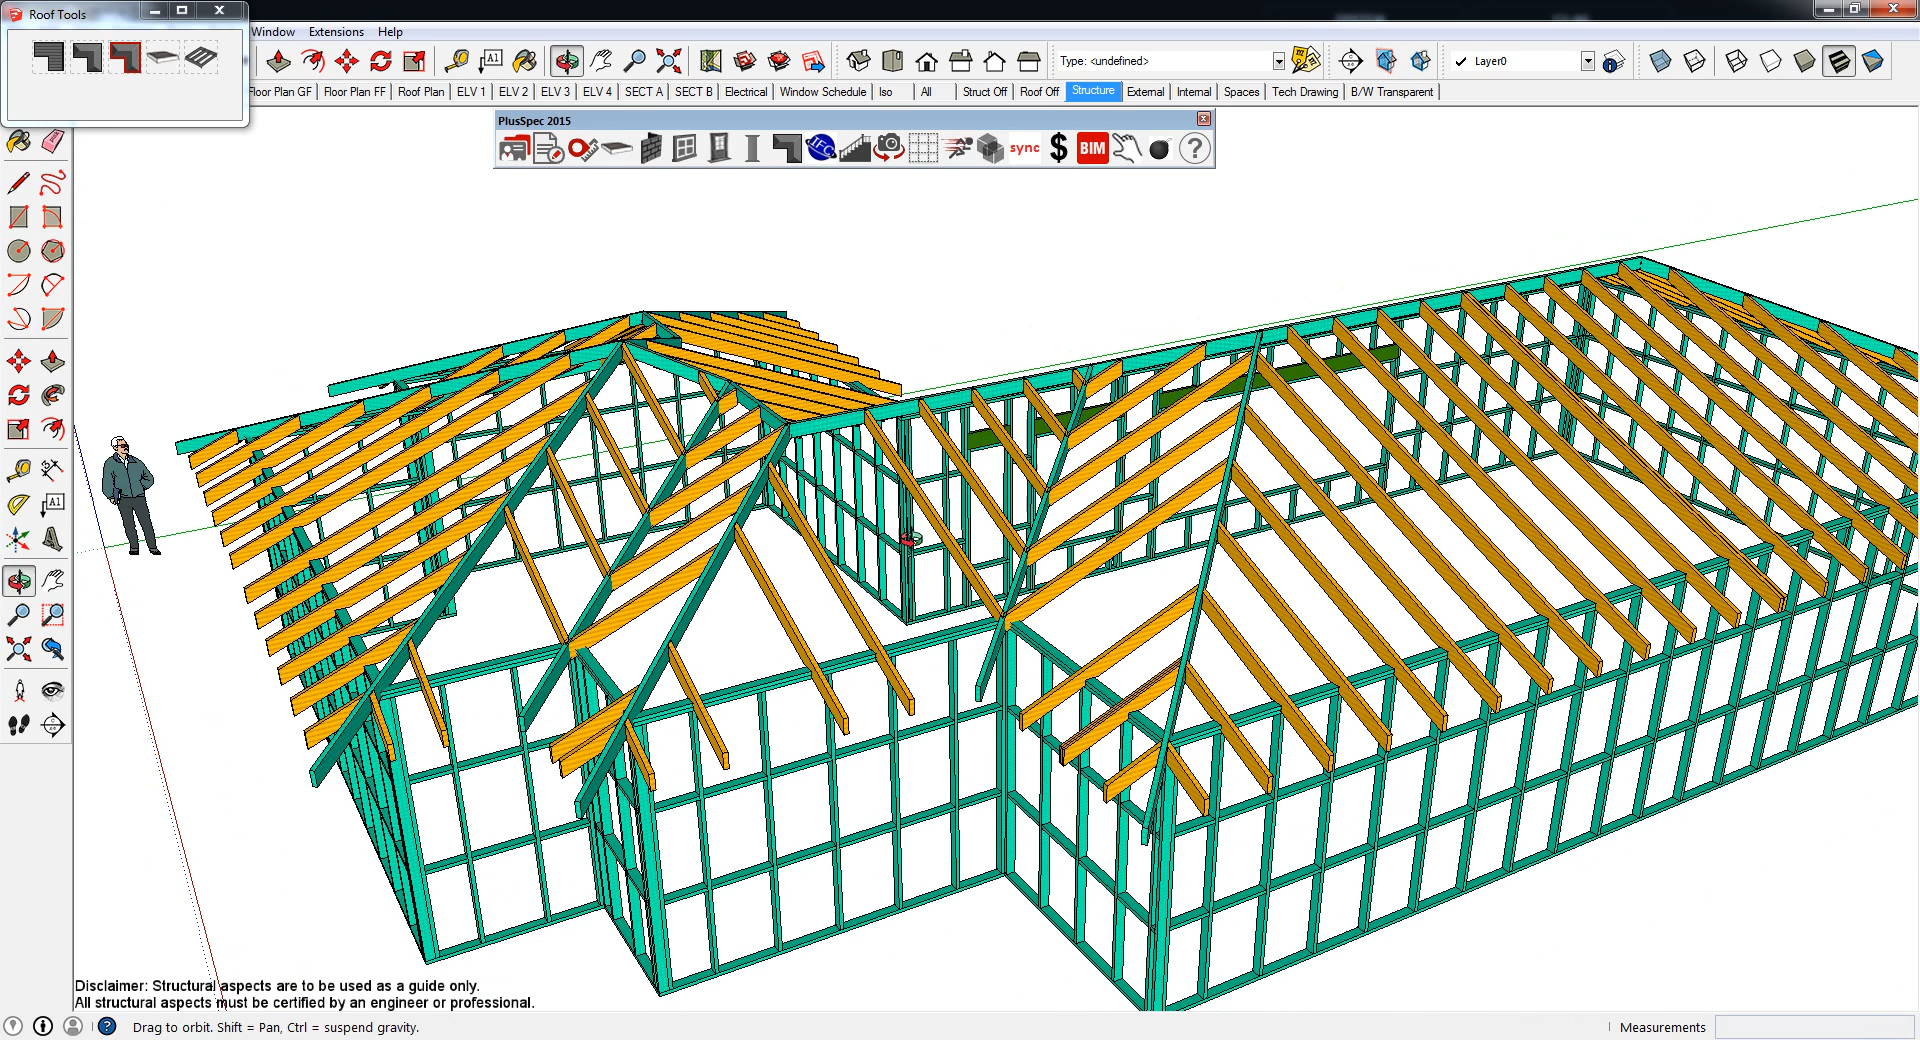 Roof Tools
Window Extensions Help
A1
Type: <undefined>
Layer0
Floor Plan GF Floor Plan FF Roof Plan ELV 1 ELV 2 ELV 3 ELV 4 SECT A SECT B Electrical Window Schedule Iso All Struct Off Roof Off Structure External Internal Spaces Tech Drawing B/W Transparent
PlusSpec 2015
IFC sync $ BIM ?
A1
Disclaimer: Structural aspects are to be used as a guide only.
All structural aspects must be certified by an engineer or professional.
Drag to orbit. Shift = Pan, Ctrl = suspend gravity.
Measurements